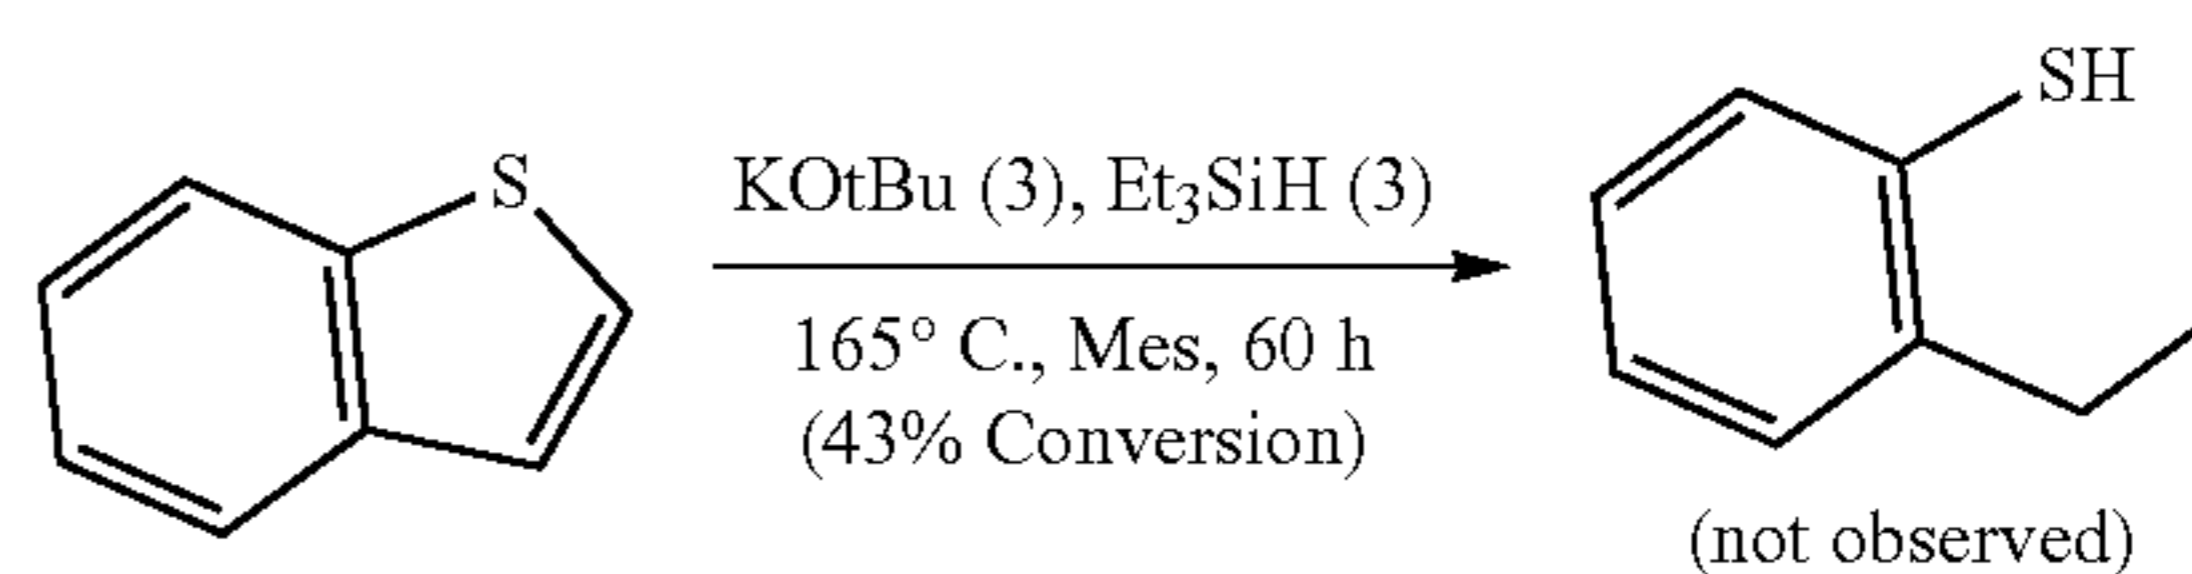 SH
S
KOtBu (3), Et₃SiH (3)
165° C., Mes, 60 h
(43% Conversion)
(not observed)